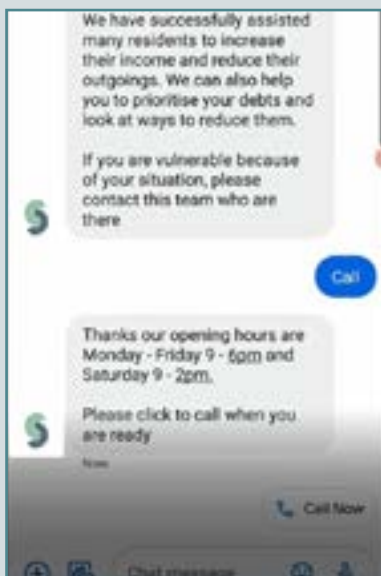 We have successfully assisted
many residents to increase
their income and reduce their
outgoings. We can also help
you to prioritise your debts and
look at ways to reduce them.
If you are vulnerable because
of your situation, please
contact this team who are
there
Call
Thanks our opening hours are
Monday - Friday 9 - 6pm and
Saturday 9 - 2pm.
Please click to call when you
are ready
Now
Call Now
Chat message